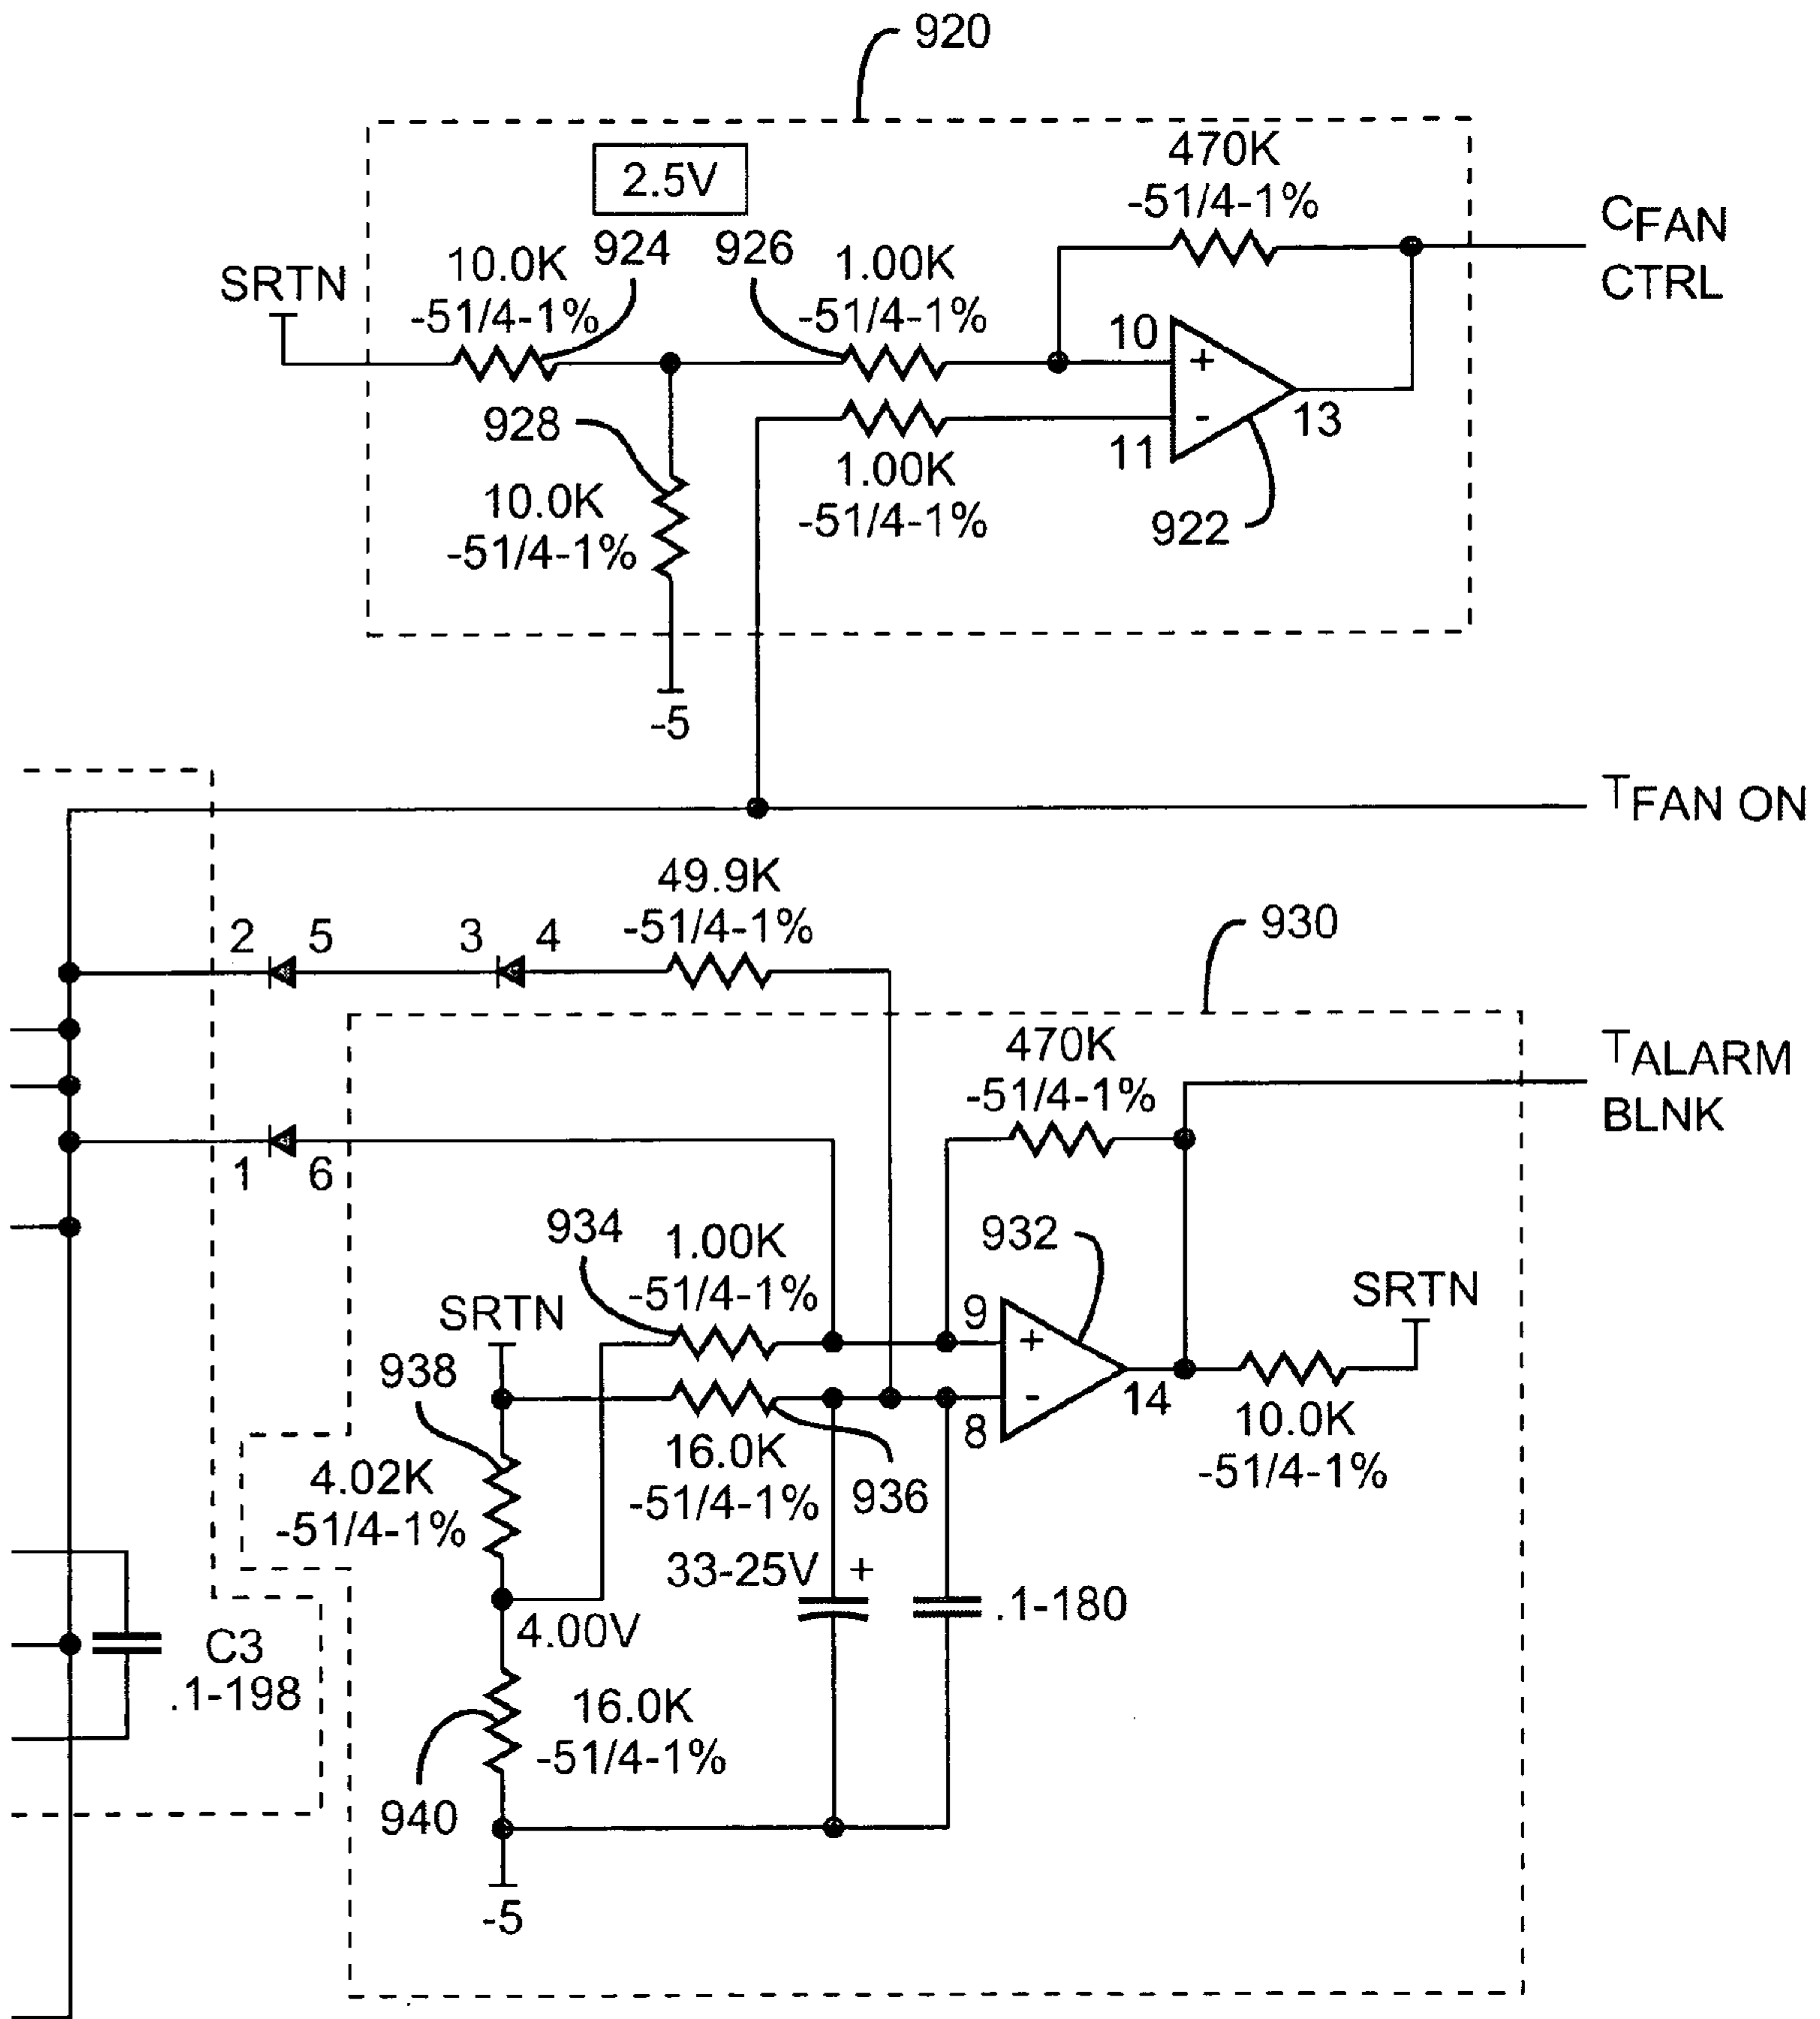 920
2.5V
470K
-51/4-1%
CFAN
CTRL
924
926
10.0K
-51/4-1%
1.00K
-51/4-1%
SRTN
10
+
-
11
13
928
10.0K
-51/4-1%
1.00K
-51/4-1%
922
-5
TFAN ON
49.9K
-51/4-1%
930
2
5
3
4
470K
-51/4-1%
TALARM
BLNK
1
6
934
1.00K
-51/4-1%
932
SRTN
SRTN
938
9
+
-
8
14
10.0K
-51/4-1%
4.02K
-51/4-1%
16.0K
-51/4-1%
936
33-25V
+
.1-180
4.00V
C3
.1-198
16.0K
-51/4-1%
940
-5